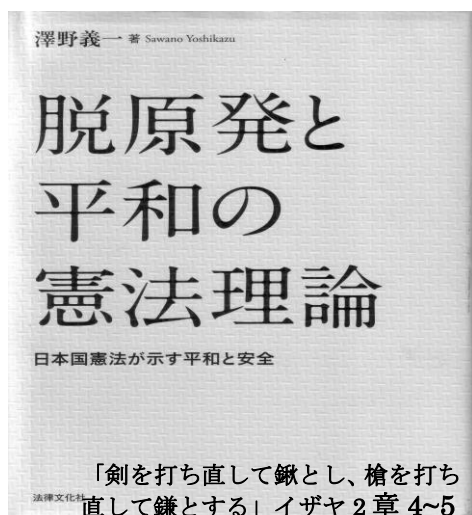 澤野義一 著 Sawano Yoshikazu
脱原発と
平和の
憲法理論
日本国憲法が示す平和と安全
「剣を打ち直して鍬とし、槍を打ち
法律文化社
直して鎌とする」イザヤ 2 章 4~5